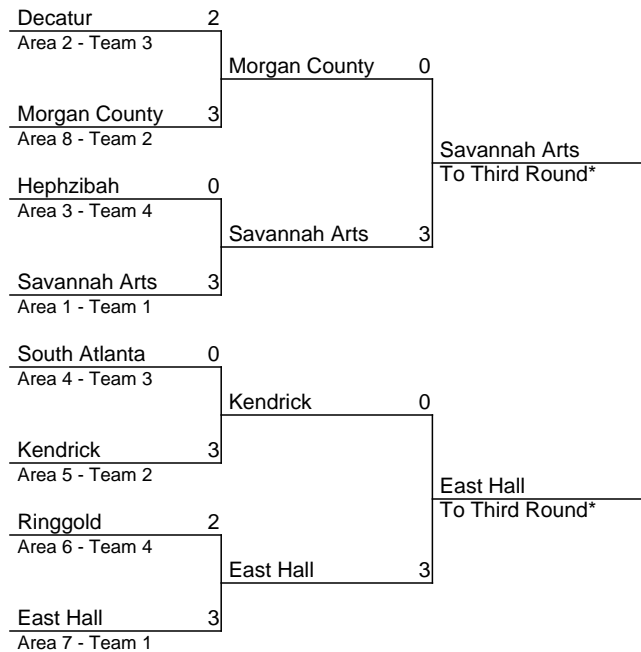 Decatur 2
Area 2 - Team 3
Morgan County 0
Morgan County 3
Area 8 - Team 2
Savannah Arts
To Third Round*
Hephzibah 0
Area 3 - Team 4
Savannah Arts 3
Savannah Arts 3
Area 1 - Team 1
South Atlanta 0
Area 4 - Team 3
Kendrick 0
Kendrick 3
Area 5 - Team 2
East Hall
To Third Round*
Ringgold 2
Area 6 - Team 4
East Hall 3
East Hall 3
Area 7 - Team 1